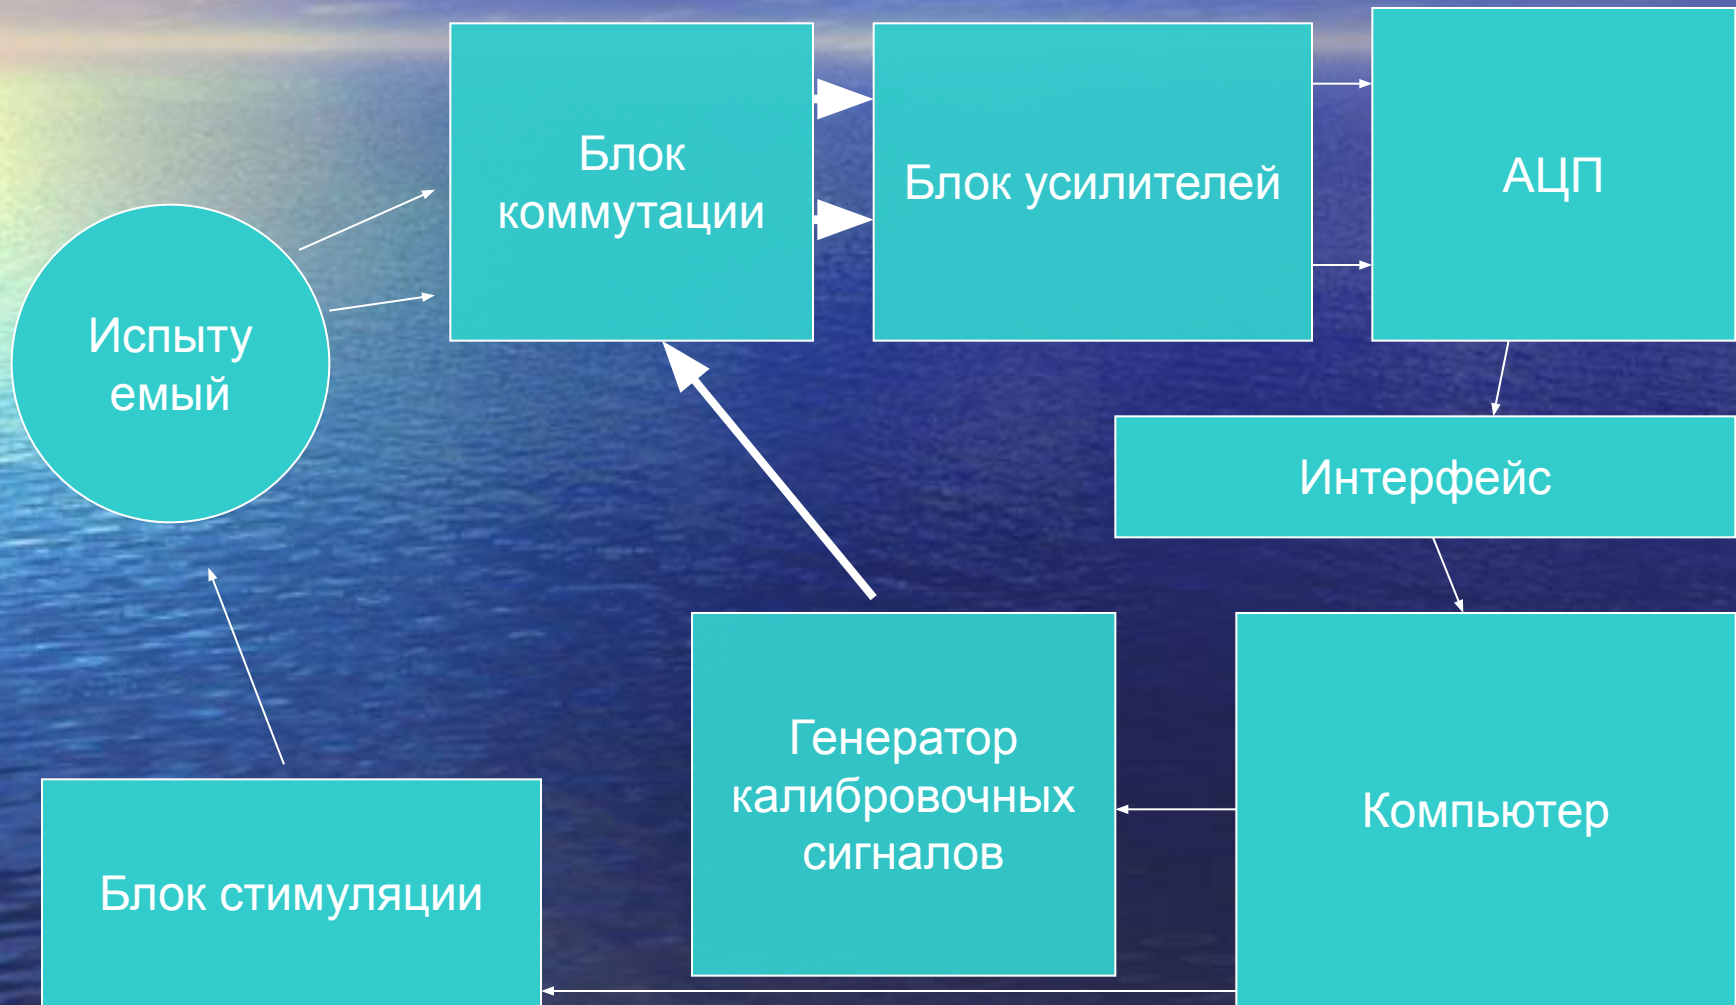 Блок
коммутации
Блок усилителей
АЦП
Испыту
емый
Интерфейс
Генератор
калибровочных
сигналов
Компьютер
Блок стимуляции